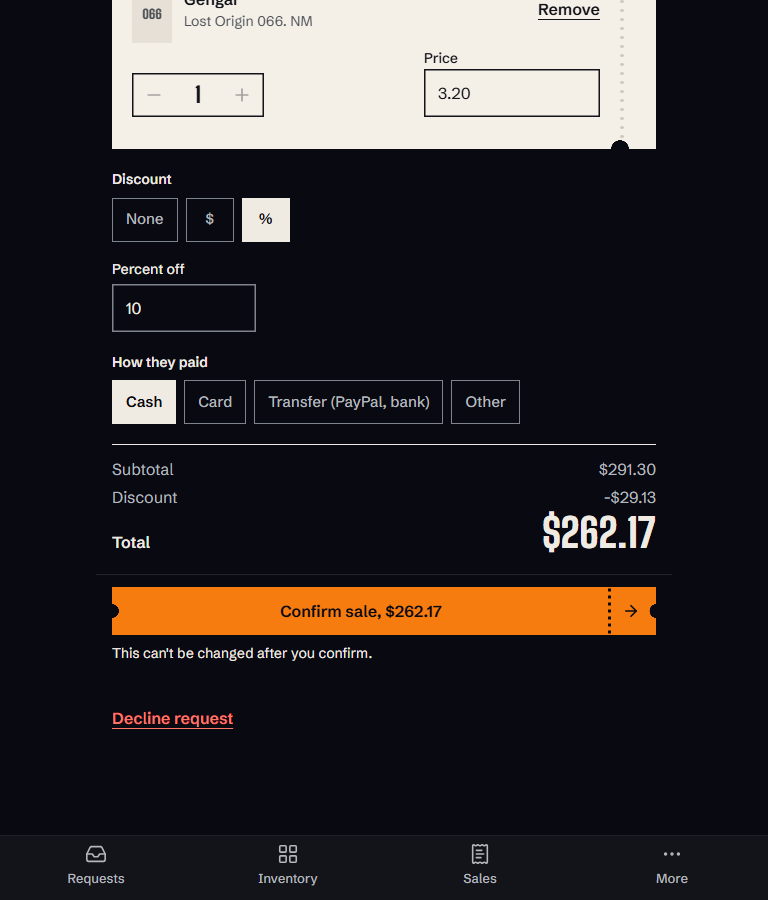 Gengar
066
Lost Origin 066. NM
Remove
Price
1
3.20
Discount
None
$
%
Percent off
10
How they paid
Cash
Card
Transfer (PayPal, bank)
Other
Subtotal
$291.30
Discount
-$29.13
Total
$262.17
Confirm sale, $262.17
This can't be changed after you confirm.
Decline request
Requests
Inventory
Sales
More